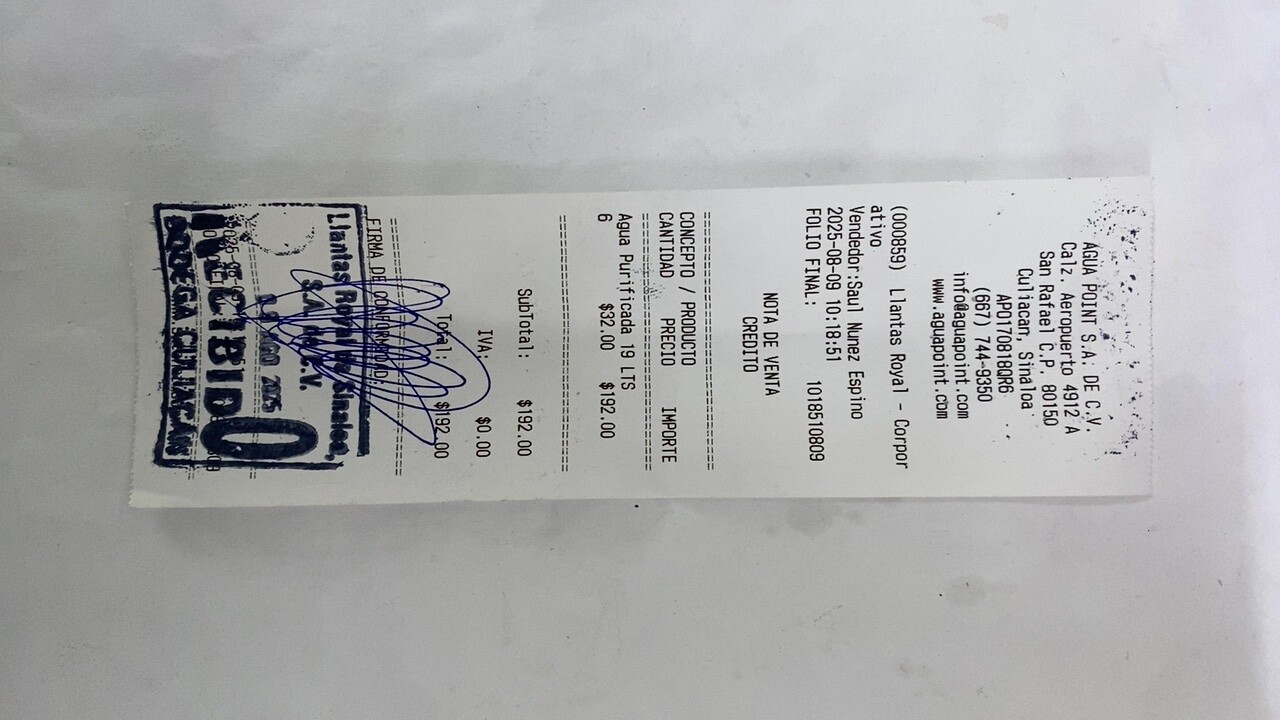 AGUA POINT S.A. DE C.V.
Calz. Aeropuerto 4912 A
San Rafael C.P. 80150
Culiacan, Sinaloa
APO170818QR6
(667) 744-9350
info@aguapoint.com
www.aguapoint.com
(000859) Llantas Royal - Corpor
ativo
Vendedor:Saul Nunez Espino
2025-08-09 10:18:51
FOLIO FINAL: 1018510809
NOTA DE VENTA
CREDITO
==============================
CONCEPTO / PRODUCTO
CANTIDAD PRECIO IMPORTE
==============================
Agua Purificada 19 LTS
6 $32.00 $192.00
==============================
SubTotal: $192.00
IVA: $0.00
Total: $192.00
==============================
FIRMA DE CONFORMIDAD:
Llantas Royal de Sinaloa,
S.A. de C.V.
2025
RECIBIDO
BODEGA CULIACAN